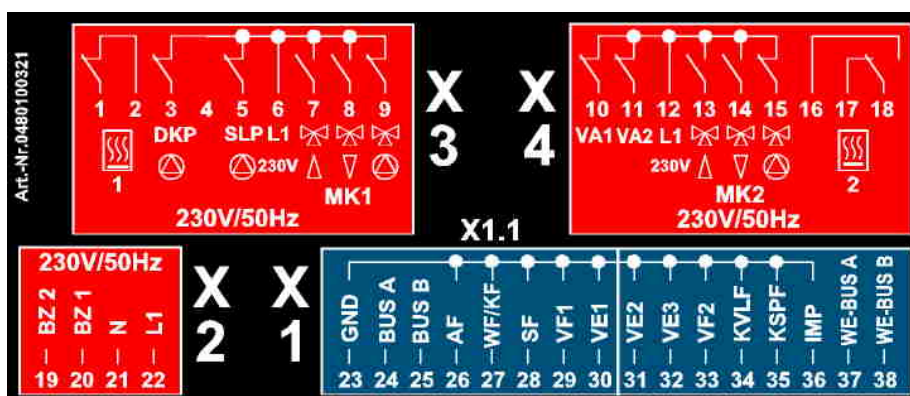 Art.-Nr.0480100321
1 2 3 4 5 6 7 8 9
DKP SLP L1
230V
1 MK1
230V/50Hz
X
3
X
4
10 11 12 13 14 15 16 17 18
VA1 VA2 L1
230V
MK2 2
230V/50Hz
X1.1
230V/50Hz
BZ 2
BZ 1
N
L1
19 20 21 22
X
2
X
1
GND
BUS A
BUS B
AF
WF/KF
SF
VF1
VE1
VE2
VE3
VF2
KVLF
KSPF
IMP
WE-BUS A
WE-BUS B
23 24 25 26 27 28 29 30 31 32 33 34 35 36 37 38